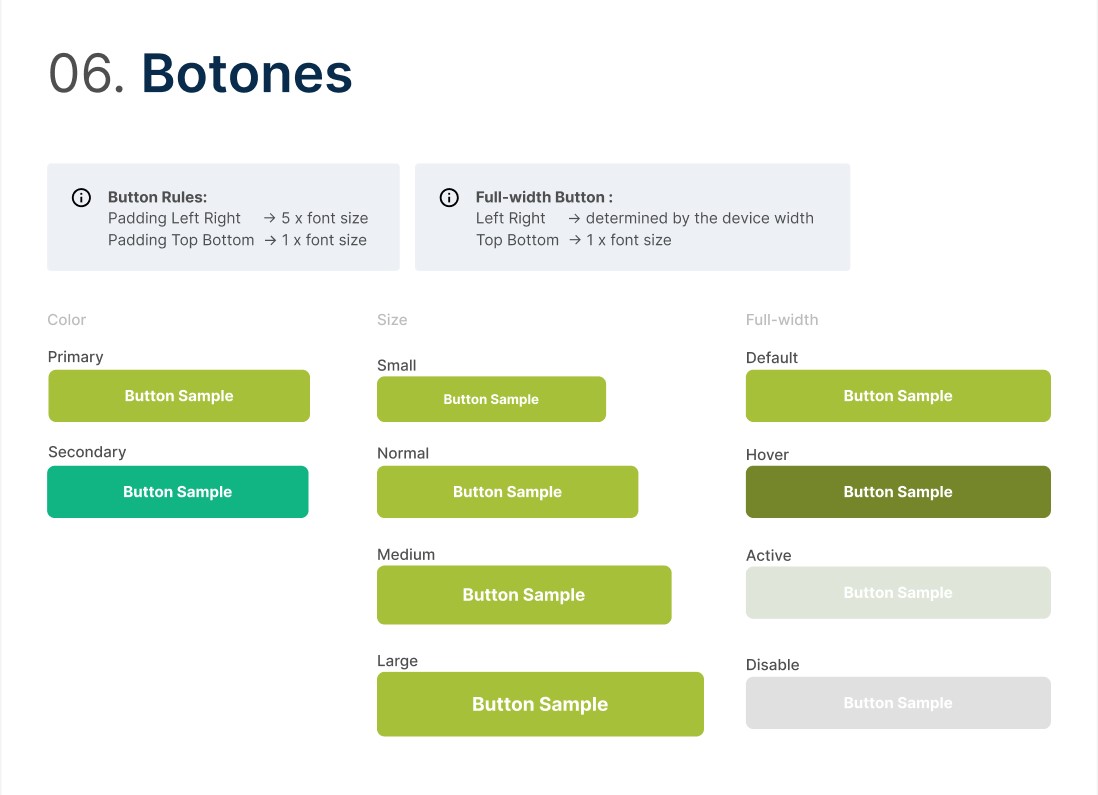 06. Botones
Button Rules:
Padding Left Right → 5 x font size
Padding Top Bottom → 1 x font size
Full-width Button :
Left Right → determined by the device width
Top Bottom → 1 x font size
Color
Primary
Button Sample
Secondary
Button Sample
Size
Small
Button Sample
Normal
Button Sample
Medium
Button Sample
Large
Button Sample
Full-width
Default
Button Sample
Hover
Button Sample
Active
Button Sample
Disable
Button Sample